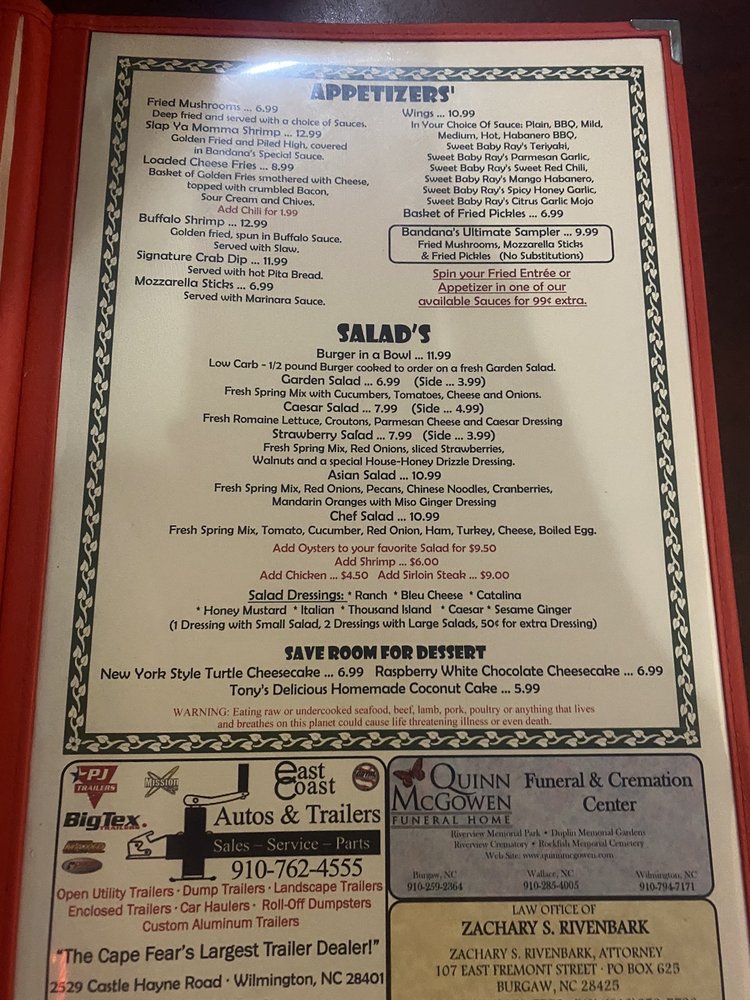 APPETIZERS'
Fried Mushrooms ... 6.99
Deep fried and served with a choice of Sauces.
Slap Ya Momma Shrimp ... 12.99
Golden Fried and Piled High, covered
in Bandana's Special Sauce.
Loaded Cheese Fries ... 8.99
Basket of Golden Fries smothered with Cheese,
topped with crumbled Bacon,
Sour Cream and Chives.
Add Chili for 1.99
Buffalo Shrimp ... 12.99
Golden fried, spun in Buffalo Sauce.
Served with Slaw.
Signature Crab Dip ... 11.99
Served with hot Pita Bread.
Mozzarella Sticks ... 6.99
Served with Marinara Sauce.
Wings ... 10.99
In Your Choice Of Sauce: Plain, BBQ, Mild,
Medium, Hot, Habanero BBQ,
Sweet Baby Ray's Teriyaki,
Sweet Baby Ray's Parmesan Garlic,
Sweet Baby Ray's Sweet Red Chili,
Sweet Baby Ray's Mango Habanero,
Sweet Baby Ray's Spicy Honey Garlic,
Sweet Baby Ray's Citrus Garlic Mojo
Basket of Fried Pickles ... 6.99
Bandana's Ultimate Sampler ... 9.99
Fried Mushrooms, Mozzarella Sticks
& Fried Pickles (No Substitutions)
Spin your Fried Entrée or
Appetizer in one of our
available Sauces for 99¢ extra.
SALAD'S
Burger in a Bowl ... 11.99
Low Carb - 1/2 pound Burger cooked to order on a fresh Garden Salad.
Garden Salad ... 6.99 (Side ... 3.99)
Fresh Spring Mix with Cucumbers, Tomatoes, Cheese and Onions.
Caesar Salad ... 7.99 (Side ... 4.99)
Fresh Romaine Lettuce, Croutons, Parmesan Cheese and Caesar Dressing
Strawberry Salad ... 7.99 (Side ... 3.99)
Fresh Spring Mix, Red Onions, sliced Strawberries,
Walnuts and a special House-Honey Drizzle Dressing.
Asian Salad ... 10.99
Fresh Spring Mix, Red Onions, Pecans, Chinese Noodles, Cranberries,
Mandarin Oranges with Miso Ginger Dressing
Chef Salad ... 10.99
Fresh Spring Mix, Tomato, Cucumber, Red Onion, Ham, Turkey, Cheese, Boiled Egg.
Add Oysters to your favorite Salad for $9.50
Add Shrimp ... $6.00
Add Chicken ... $4.50 Add Sirloin Steak ... $9.00
Salad Dressings: * Ranch * Bleu Cheese * Catalina
* Honey Mustard * Italian * Thousand Island * Caesar * Sesame Ginger
(1 Dressing with Small Salad, 2 Dressings with Large Salads, 50¢ for extra Dressing)
SAVE ROOM FOR DESSERT
New York Style Turtle Cheesecake ... 6.99 Raspberry White Chocolate Cheesecake ... 6.99
Tony's Delicious Homemade Coconut Cake ... 5.99
WARNING: Eating raw or undercooked seafood, beef, lamb, pork, poultry or anything that lives
and breathes on this planet could cause life threatening illness or even death.
PJ
TRAILERS
Mission
BigTex
TRAILERS
East
Coast
Autos & Trailers
Sales – Service – Parts
910-762-4555
Open Utility Trailers · Dump Trailers · Landscape Trailers
Enclosed Trailers · Car Haulers · Roll-Off Dumpsters
Custom Aluminum Trailers
"The Cape Fear's Largest Trailer Dealer!"
2529 Castle Hayne Road · Wilmington, NC 28401
QUINN
MCGOWEN
FUNERAL HOME
Funeral & Cremation
Center
Riverview Memorial Park • Duplin Memorial Gardens
Riverview Crematory • Rockfish Memorial Cemetery
Web Site: www.quinnmcgowen.com
Burgaw, NC
910-259-2364
Wallace, NC
910-285-4005
Wilmington, NC
910-794-7171
LAW OFFICE OF
ZACHARY S. RIVENBARK
ZACHARY S. RIVENBARK, ATTORNEY
107 EAST FREMONT STREET · PO BOX 625
BURGAW, NC 28425